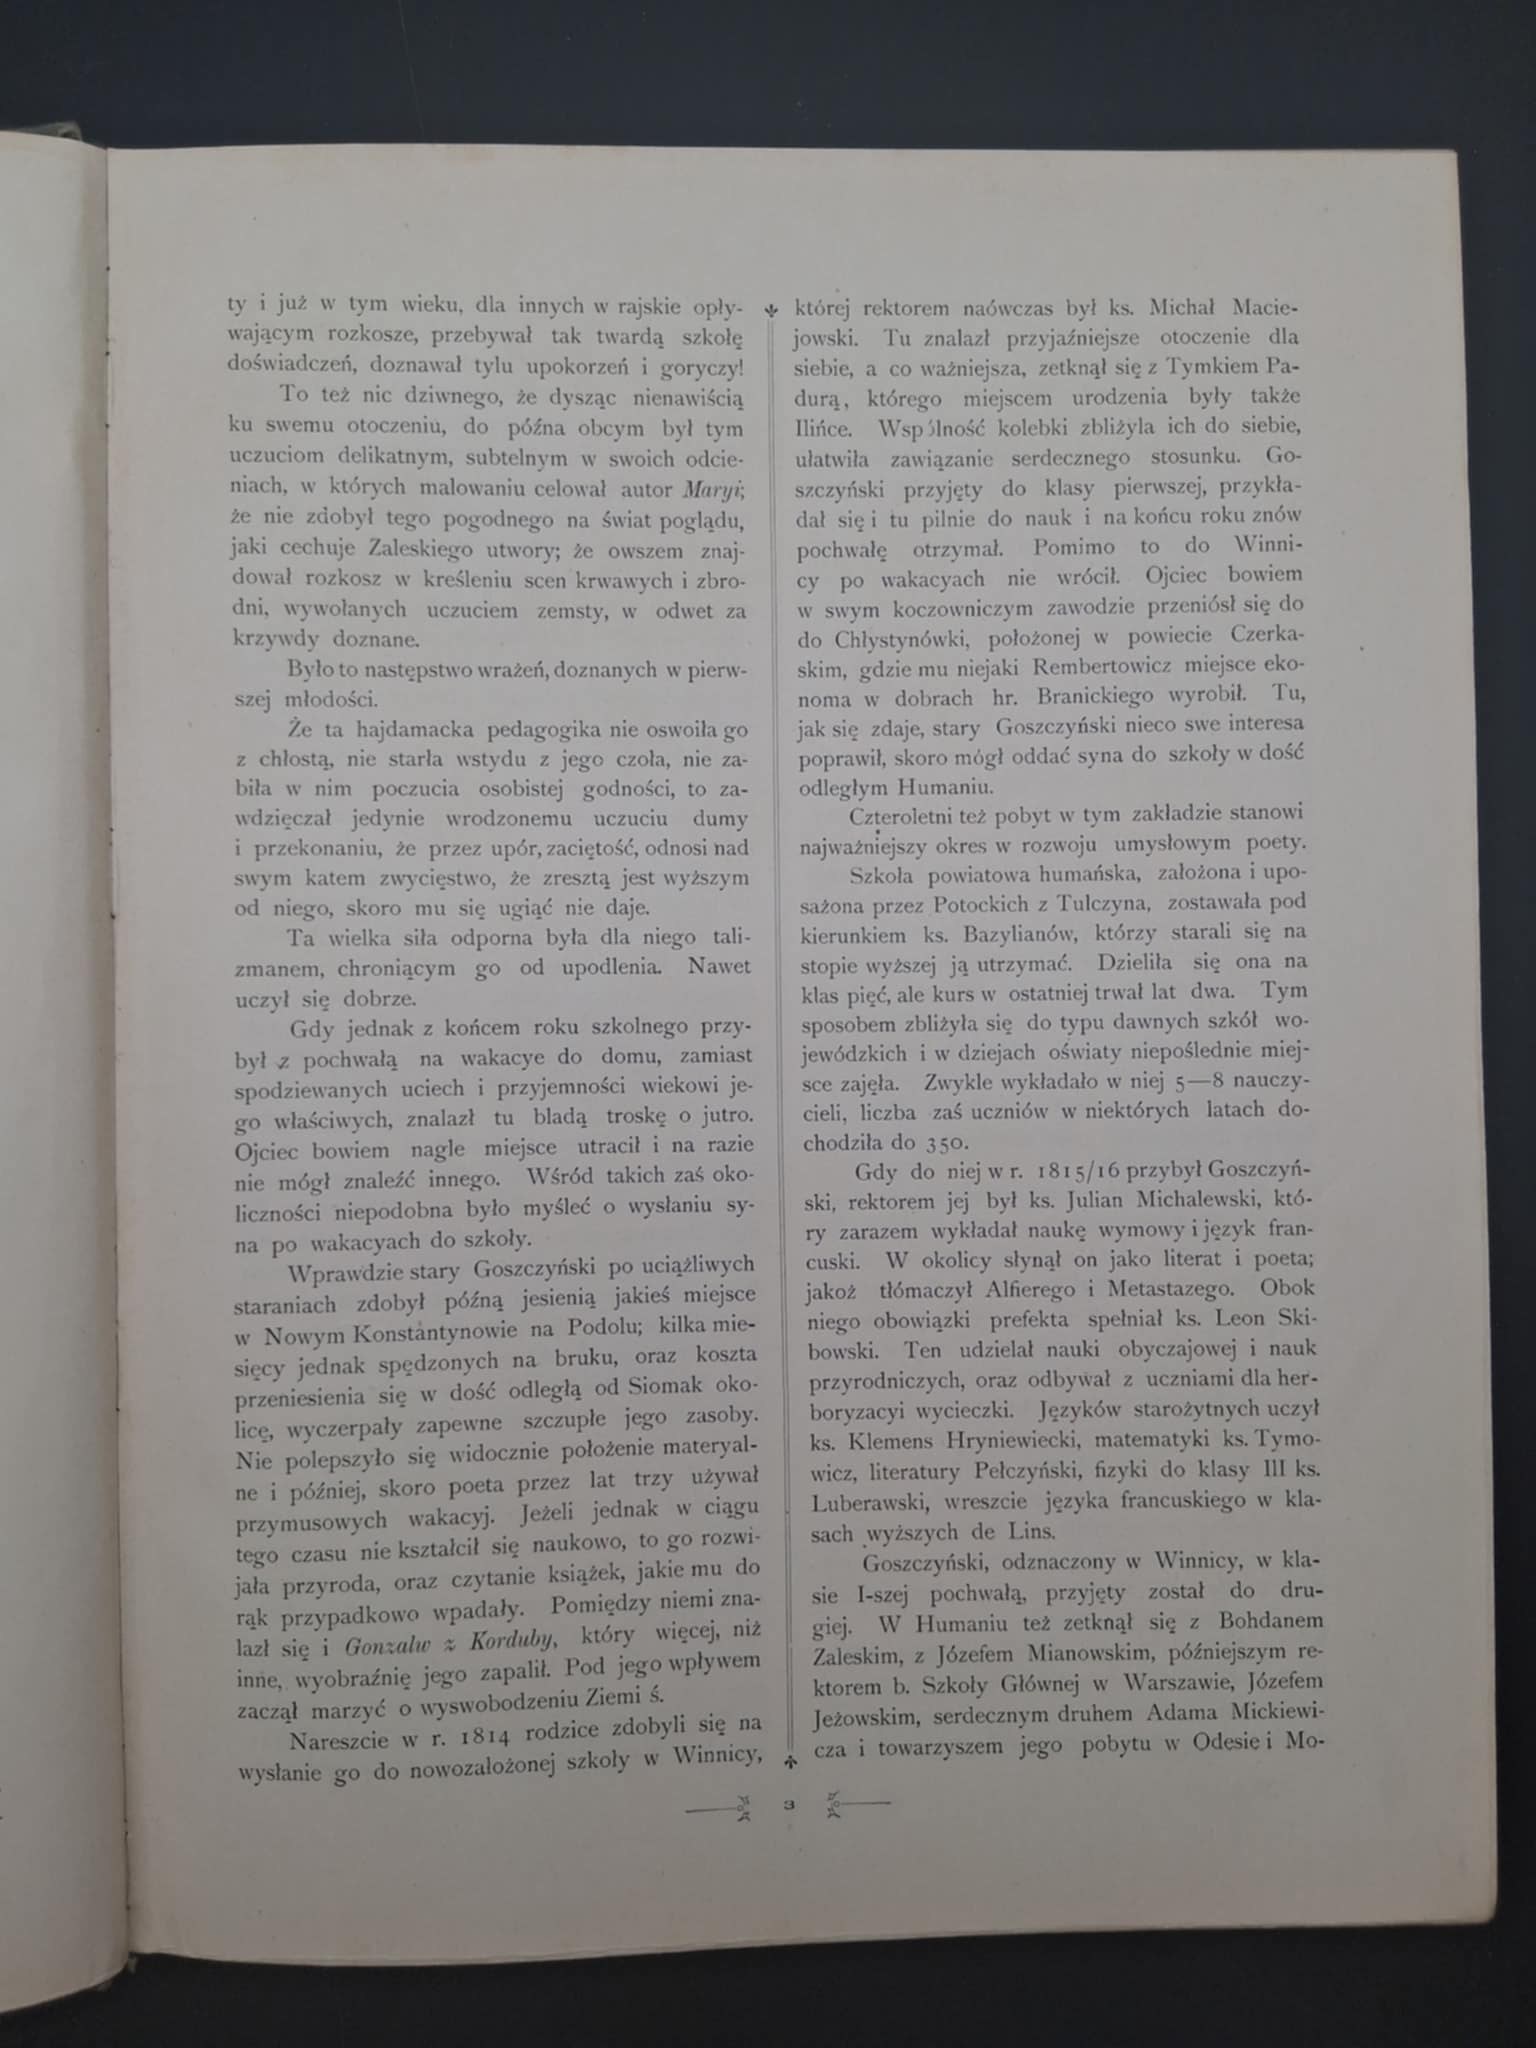 ty i już w tym wieku, dla innych w rajskie opły-
wającym rozkosze, przebywał tak twardą szkołę
doświadczeń, doznawał tylu upokorzeń i goryczy!
To też nic dziwnego, że dysząc nienawiścią
ku swemu otoczeniu, do późna obcym był tym
uczuciom delikatnym, subtelnym w swoich odcie-
niach, w których malowaniu celował autor Maryi;
że nie zdobył tego pogodnego na świat poglądu,
jaki cechuje Zaleskiego utwory; że owszem znaj-
dował rozkosz w kreśleniu scen krwawych i zbro-
dni, wywołanych uczuciem zemsty, w odwet za
krzywdy doznane.
Było to następstwo wrażeń, doznanych w pierw-
szej młodości.
Że ta hajdamacka pedagogika nie oswoiła go
z chłostą, nie starła wstydu z jego czoła, nie za-
biła w nim poczucia osobistej godności, to za-
wdzięczał jedynie wrodzonemu uczuciu dumy
i przekonaniu, że przez upór, zaciętość, odnosi nad
swym katem zwycięstwo, że zresztą jest wyższym
od niego, skoro mu się ugiąć nie daje.
Ta wielka siła odporna była dla niego tali-
zmanem, chroniącym go od upodlenia. Nawet
uczył się dobrze.
Gdy jednak z końcem roku szkolnego przy-
był z pochwałą na wakacye do domu, zamiast
spodziewanych uciech i przyjemności wiekowi je-
go właściwych, znalazł tu bladą troskę o jutro.
Ojciec bowiem nagle miejsce utracił i na razie
nie mógł znaleźć innego. Wśród takich zaś oko-
liczności niepodobna było myśleć o wysłaniu sy-
na po wakacyach do szkoły.
Wprawdzie stary Goszczyński po uciążliwych
staraniach zdobył późną jesienią jakieś miejsce
w Nowym Konstantynowie na Podolu; kilka mie-
sięcy jednak spędzonych na bruku, oraz koszta
przeniesienia się w dość odległą od Siomak oko-
licę, wyczerpały zapewne szczupłe jego zasoby.
Nie polepszyło się widocznie położenie materyal-
ne i później, skoro poeta przez lat trzy używał
przymusowych wakacyj. Jeżeli jednak w ciągu
tego czasu nie kształcił się naukowo, to go rozwi-
jała przyroda, oraz czytanie książek, jakie mu do
rąk przypadkowo wpadały. Pomiędzy niemi zna-
lazł się i Gonzalw z Korduby, który więcej, niż
inne, wyobraźnię jego zapalił. Pod jego wpływem
zaczął marzyć o wyswobodzeniu Ziemi ś.
Nareszcie w r. 1814 rodzice zdobyli się na
wysłanie go do nowozałożonej szkoły w Winnicy,
której rektorem naówczas był ks. Michał Macie-
jowski. Tu znalazł przyjaźniejsze otoczenie dla
siebie, a co ważniejsza, zetknął się z Tymkiem Pa-
durą, którego miejscem urodzenia były także
Ilińce. Wspólność kolebki zbliżyla ich do siebie,
ułatwiła zawiązanie serdecznego stosunku. Go-
szczyński przyjęty do klasy pierwszej, przykła-
dał się i tu pilnie do nauk i na końcu roku znów
pochwałę otrzymał. Pomimo to do Winni-
cy po wakacyach nie wrócił. Ojciec bowiem
w swym koczowniczym zawodzie przeniósł się do
do Chłystynówki, położonej w powiecie Czerka-
skim, gdzie mu niejaki Rembertowicz miejsce eko-
noma w dobrach hr. Branickiego wyrobił. Tu,
jak się zdaje, stary Goszczyński nieco swe interesa
poprawił, skoro mógł oddać syna do szkoły w dość
odległym Humaniu.
Czteroletni też pobyt w tym zakładzie stanowi
najważniejszy okres w rozwoju umysłowym poety.
Szkoła powiatowa humańska, założona i upo-
sażona przez Potockich z Tulczyna, zostawała pod
kierunkiem ks. Bazylianów, którzy starali się na
stopie wyższej ją utrzymać. Dzieliła się ona na
klas pięć, ale kurs w ostatniej trwał lat dwa. Tym
sposobem zbliżyła się do typu dawnych szkół wo-
jewódzkich i w dziejach oświaty niepoślednie miej-
sce zajęła. Zwykle wykładało w niej 5—8 nauczy-
cieli, liczba zaś uczniów w niektórych latach do-
chodziła do 350.
Gdy do niej w r. 1815/16 przybył Goszczyń-
ski, rektorem jej był ks. Julian Michalewski, któ-
ry zarazem wykładał naukę wymowy i język fran-
cuski. W okolicy słynął on jako literat i poeta;
jakoż tłómaczył Alfierego i Metastazego. Obok
niego obowiązki prefekta spełniał ks. Leon Ski-
bowski. Ten udzielał nauki obyczajowej i nauk
przyrodniczych, oraz odbywał z uczniami dla her-
boryzacyi wycieczki. Języków starożytnych uczył
ks. Klemens Hryniewiecki, matematyki ks. Tymo-
wicz, literatury Pełczyński, fizyki do klasy III ks.
Luberawski, wreszcie języka francuskiego w kla-
sach wyższych de Lins.
Goszczyński, odznaczony w Winnicy, w kla-
sie I-szej pochwałą, przyjęty został do dru-
giej. W Humaniu też zetknął się z Bohdanem
Zaleskim, z Józefem Mianowskim, późniejszym re-
ktorem b. Szkoły Głównej w Warszawie, Józefem
Jeżowskim, serdecznym druhem Adama Mickiewi-
cza i towarzyszem jego pobytu w Odesie i Mo-
3